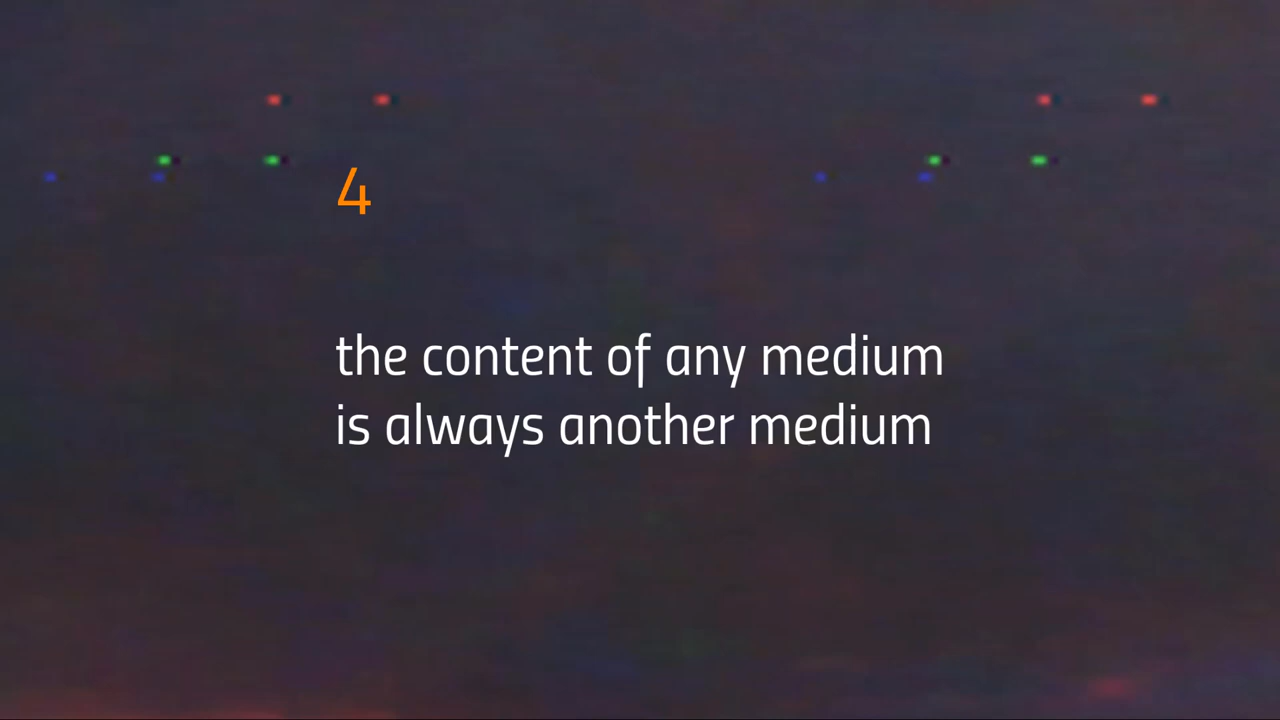 4
the content of any medium
is always another medium